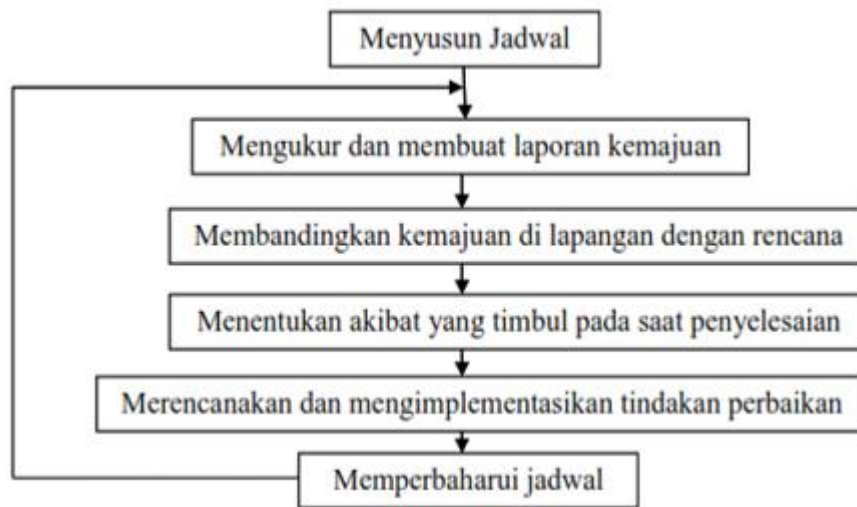 Menyusun Jadwal
Mengukur dan membuat laporan kemajuan
Membandingkan kemajuan di lapangan dengan rencana
Menentukan akibat yang timbul pada saat penyelesaian
Merencanakan dan mengimplementasikan tindakan perbaikan
Memperbaharui jadwal